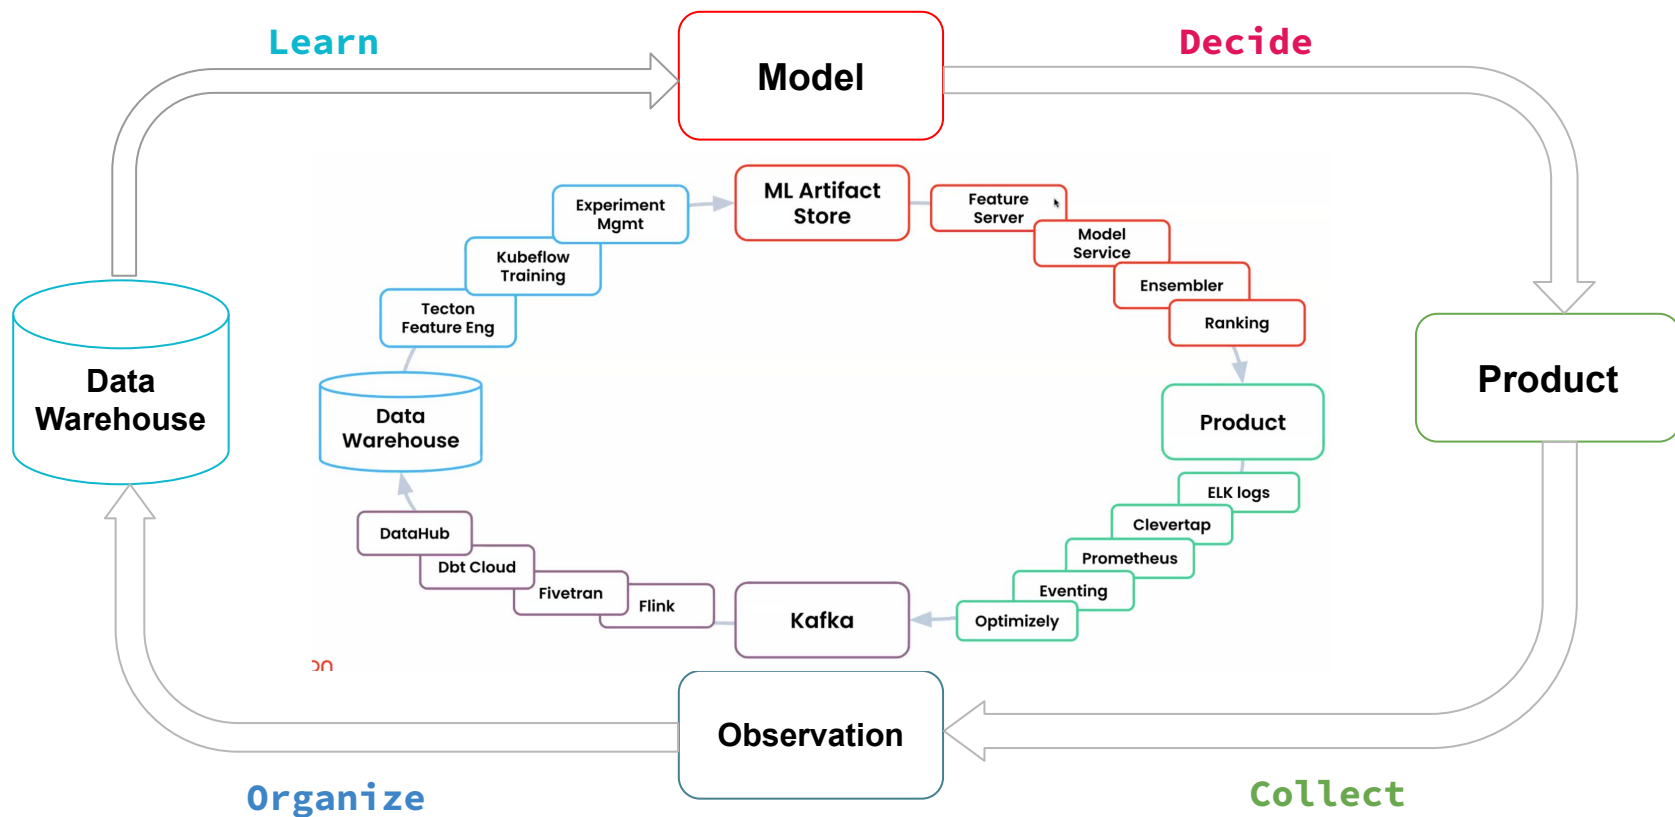 Learn
Decide
Model
ML Artifact
Store
Experiment
Mgmt
Feature
Server
Kubeflow
Training
Model
Service
Tecton
Feature Eng
Ensembler
Ranking
Data
Warehouse
Data
Warehouse
Product
Product
DataHub
Dbt Cloud
Fivetran
Flink
Kafka
ELK logs
Clevertap
Prometheus
Eventing
Optimizely
on
Observation
Organize
Collect